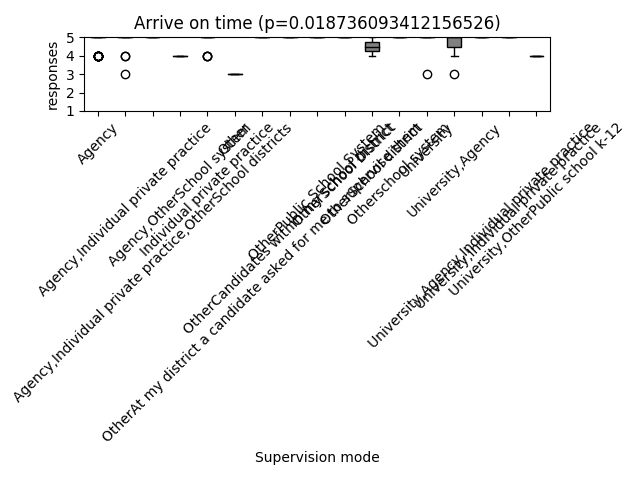 Arrive on time (p=0.018736093412156526)
responses
5
4
3
2
1
Agency
Agency,Individual private practice
Agency,Individual private practice,OtherSchool districts
Agency,OtherSchool system
Individual private practice
Other
OtherAt my district a candidate asked for me to
OtherCandidates within my school district
OtherPublic School System
OtherSchool District
OtherSchool district
Otherschool system
University
University,Agency
University,Agency,Individual private practice
University,Individual private practice
University,OtherPublic school k-12
Supervision mode